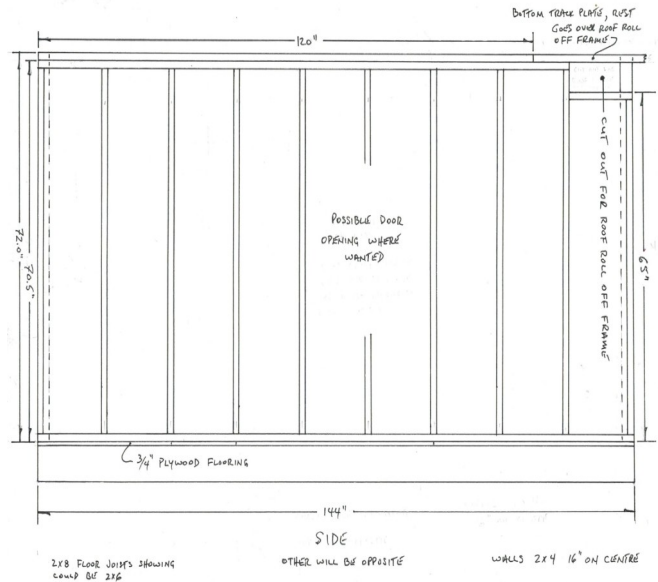 BOTTOM TRACK PLATE, REST
GOES OVER ROOF ROLL
OFF FRAME
120"
72.0"
70.5"
POSSIBLE DOOR
OPENING WHERE
WANTED
CUT OUT FOR ROOF ROLL OFF FRAME
65"
3/4" PLYWOOD FLOORING
144"
SIDE
OTHER WILL BE OPPOSITE
2X8 FLOOR JOISTS SHOWING
COULD BE 2X6
WALLS 2X4 16" ON CENTRE